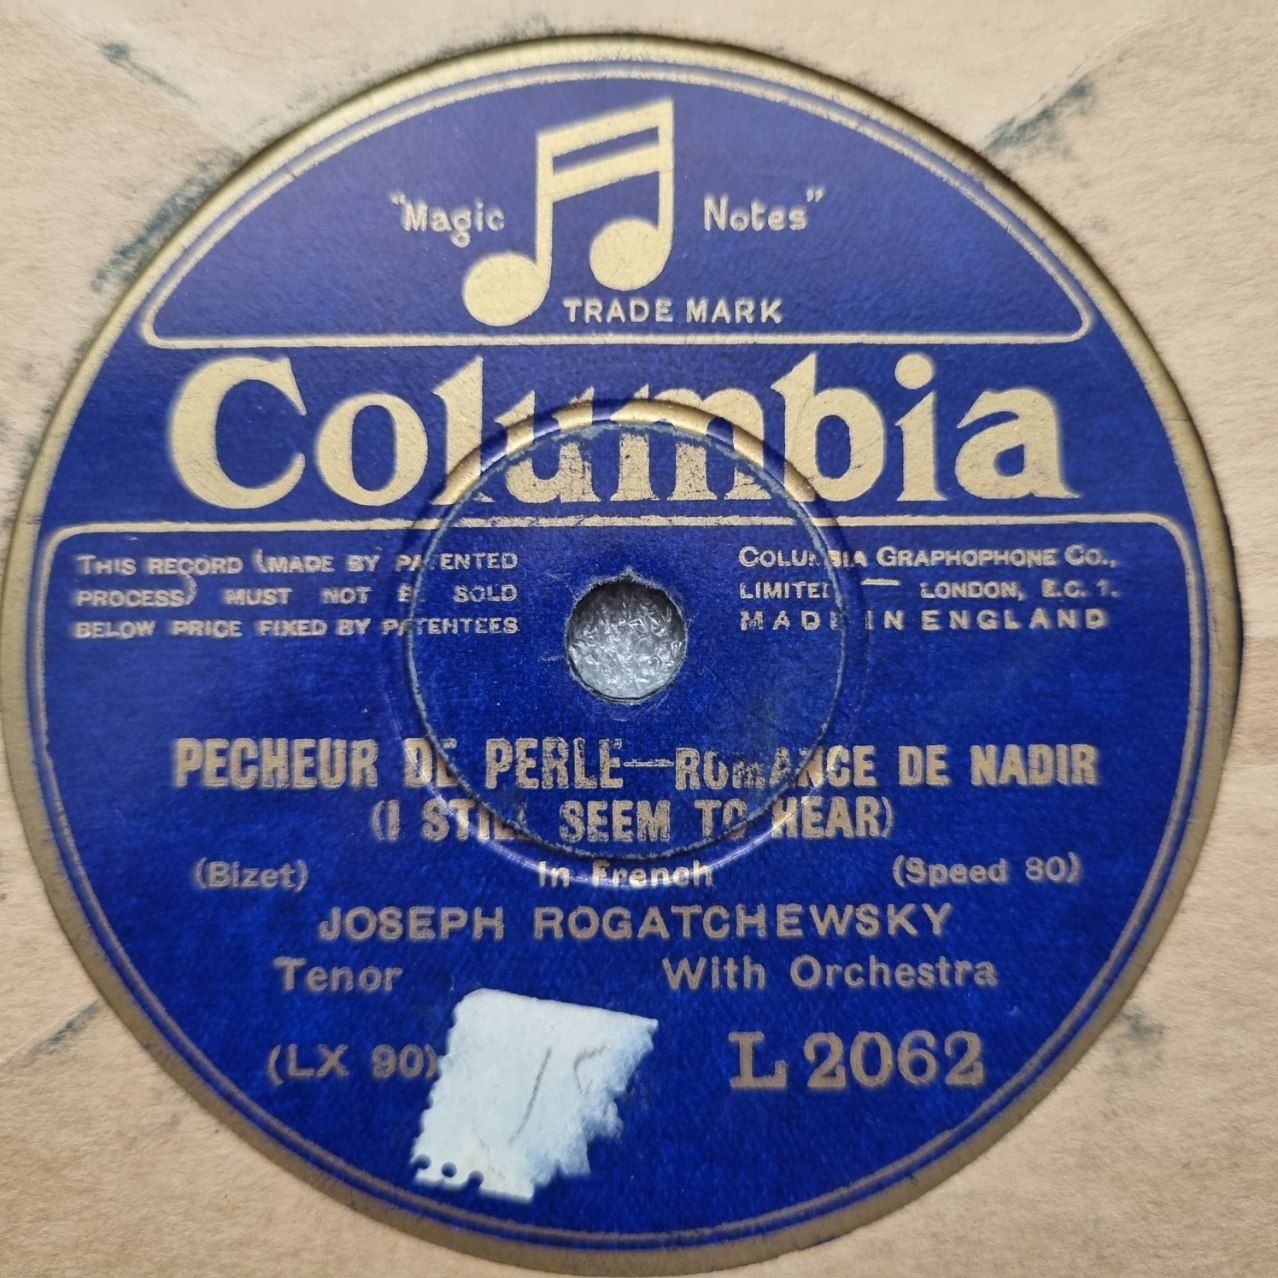 "Magic Notes"
TRADE MARK
Columbia
THIS RECORD (MADE BY PATENTED
PROCESS) MUST NOT BE SOLD
BELOW PRICE FIXED BY PATENTEES
COLUMBIA GRAPHOPHONE CO.,
LIMITED — LONDON, E.C. 1.
MADE IN ENGLAND
PECHEUR DE PERLE—ROMANCE DE NADIR
(I STILL SEEM TO HEAR)
(Bizet) In French (Speed 80)
JOSEPH ROGATCHEWSKY
Tenor With Orchestra
(LX 90) L 2062